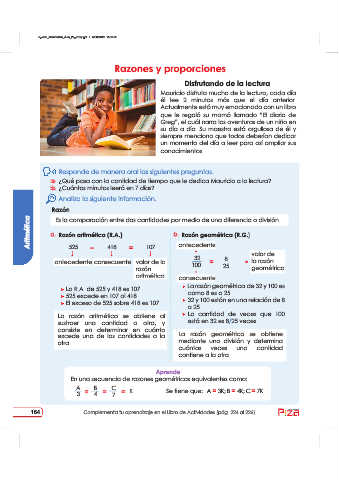 Razones y proporciones
Disfrutando de la lectura
Mauricio disfruta mucho de la lectura, cada día
él lee 2 minutos más que el día anterior.
Actualmente está muy emocionado con un libro
que le regaló su mamá llamado "El diario de
Greg", el cuál narra las aventuras de un niño en
su día a día. Su maestra está orgullosa de él y
siempre menciona que todos deberían dedicar
un momento del día a leer para así ampliar sus
conocimientos
Responde de manera oral las siguientes preguntas.
¿Qué pasa con la cantidad de tiempo que le dedica Mauricio a la lectura?
¿Cuántos minutos leerá en 7 días?
Analiza la siguiente información.
Razón
Es la comparación entre dos cantidades por medio de una diferencia o división
Aritmética
a. Razón aritmética (R.A.)
525 – 418 = 107
↓ ↓ ↓
antecedente consecuente valor de la
razón
aritmética
▸ La R.A. de 525 y 418 es 107
▸ 525 excede en 107 al 418
▸ El exceso de 525 sobre 418 es 107
La razón aritmética se obtiene al
sustraer una cantidad a otra, y
consiste en determinar en cuánto
excede una de las cantidades a la
otra
b. Razón geométrica (R.G.)
antecedente
32/100 = 8/25
valor de
la razón
geométrica
consecuente
▸ La razón geométrica de 32 y 100 es
como 8 es a 25
▸ 32 y 100 están en una relación de 8
a 25
▸ La cantidad de veces que 100
está en 32 es 8/25 veces
La razón geométrica se obtiene
mediante una división y determina
cuántas veces una cantidad
contiene a la otra
Aprende
En una secuencia de razones geométricas equivalentes como:
A/3 = B/4 = C/7 = K Se tiene que: A = 3K; B = 4K; C = 7K
164
Complementa tu aprendizaje en el Libro de Actividades (pág. 224 al 226)